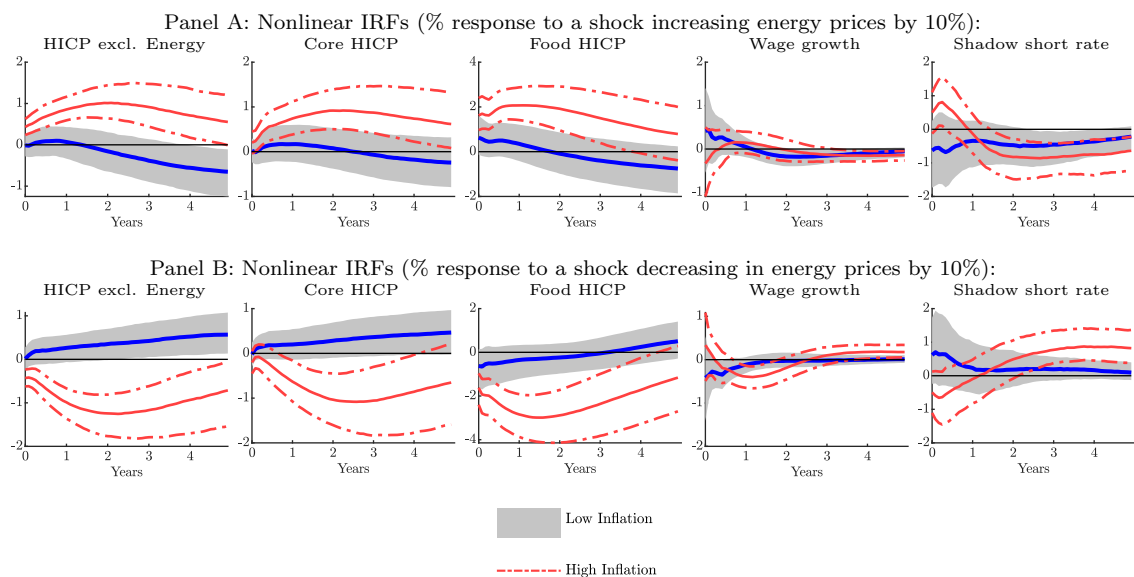 Panel A: Nonlinear IRFs (% response to a shock increasing energy prices by 10%):
HICP excl. Energy Core HICP Food HICP Wage growth Shadow short rate
2 2 4 2 2
1 1 2 1 1
0 0 0 0 0
-1 -1 -2 -1 -1 -2
0 1 2 3 4 0 1 2 3 4 0 1 2 3 4 0 1 2 3 4 0 1 2 3 4
Years Years Years Years Years
Panel B: Nonlinear IRFs (% response to a shock decreasing in energy prices by 10%):
HICP excl. Energy Core HICP Food HICP Wage growth Shadow short rate
1 1 2 1 2
0 0 0 0 1
-2 -2 -2 -1 0
-4 -2 -1
-2
0 1 2 3 4 0 1 2 3 4 0 1 2 3 4 0 1 2 3 4 0 1 2 3 4
Years Years Years Years Years
Low Inflation
High Inflation